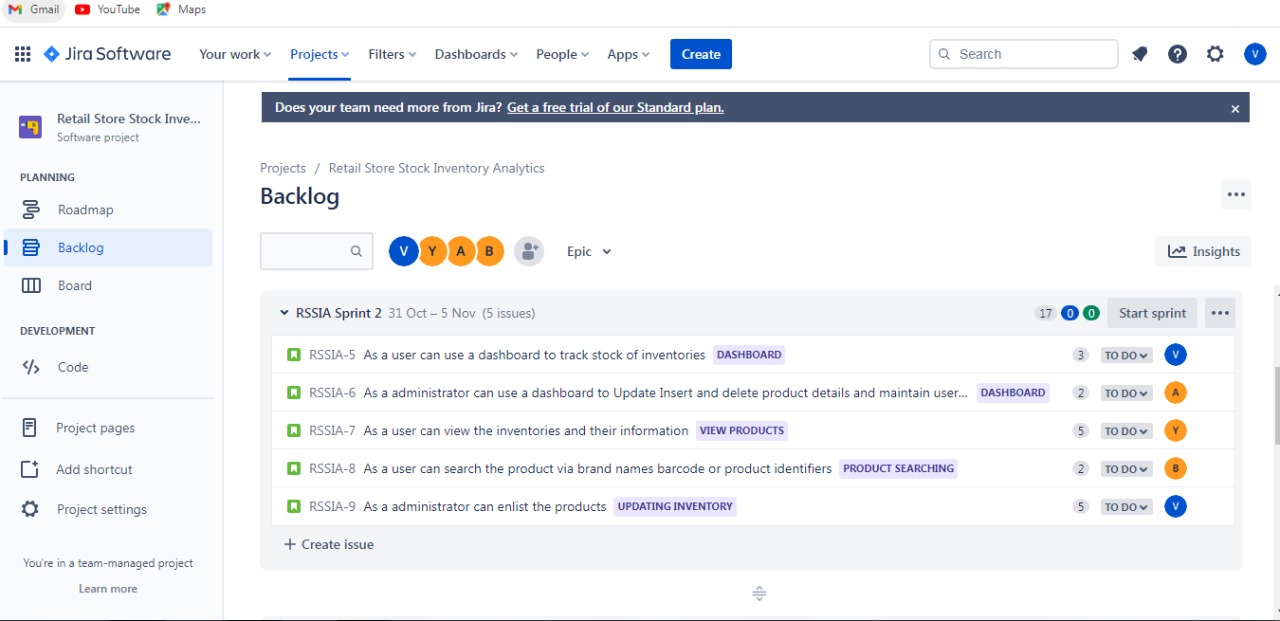 Gmail YouTube Maps
Jira Software Your work Projects Filters Dashboards People Apps Create Search V
Does your team need more from Jira? Get a free trial of our Standard plan. ×
Retail Store Stock Inve...
Software project
PLANNING
Roadmap
Backlog
Board
DEVELOPMENT
Code
Project pages
Add shortcut
Project settings
You're in a team-managed project
Learn more
Projects / Retail Store Stock Inventory Analytics
Backlog
V Y A B Epic Insights
RSSIA Sprint 2 31 Oct – 5 Nov (5 issues) 17 0 0 Start sprint
RSSIA-5 As a user can use a dashboard to track stock of inventories DASHBOARD 3 TO DO V
RSSIA-6 As a administrator can use a dashboard to Update Insert and delete product details and maintain user... DASHBOARD 2 TO DO A
RSSIA-7 As a user can view the inventories and their information VIEW PRODUCTS 5 TO DO Y
RSSIA-8 As a user can search the product via brand names barcode or product identifiers PRODUCT SEARCHING 2 TO DO B
RSSIA-9 As a administrator can enlist the products UPDATING INVENTORY 5 TO DO V
+ Create issue